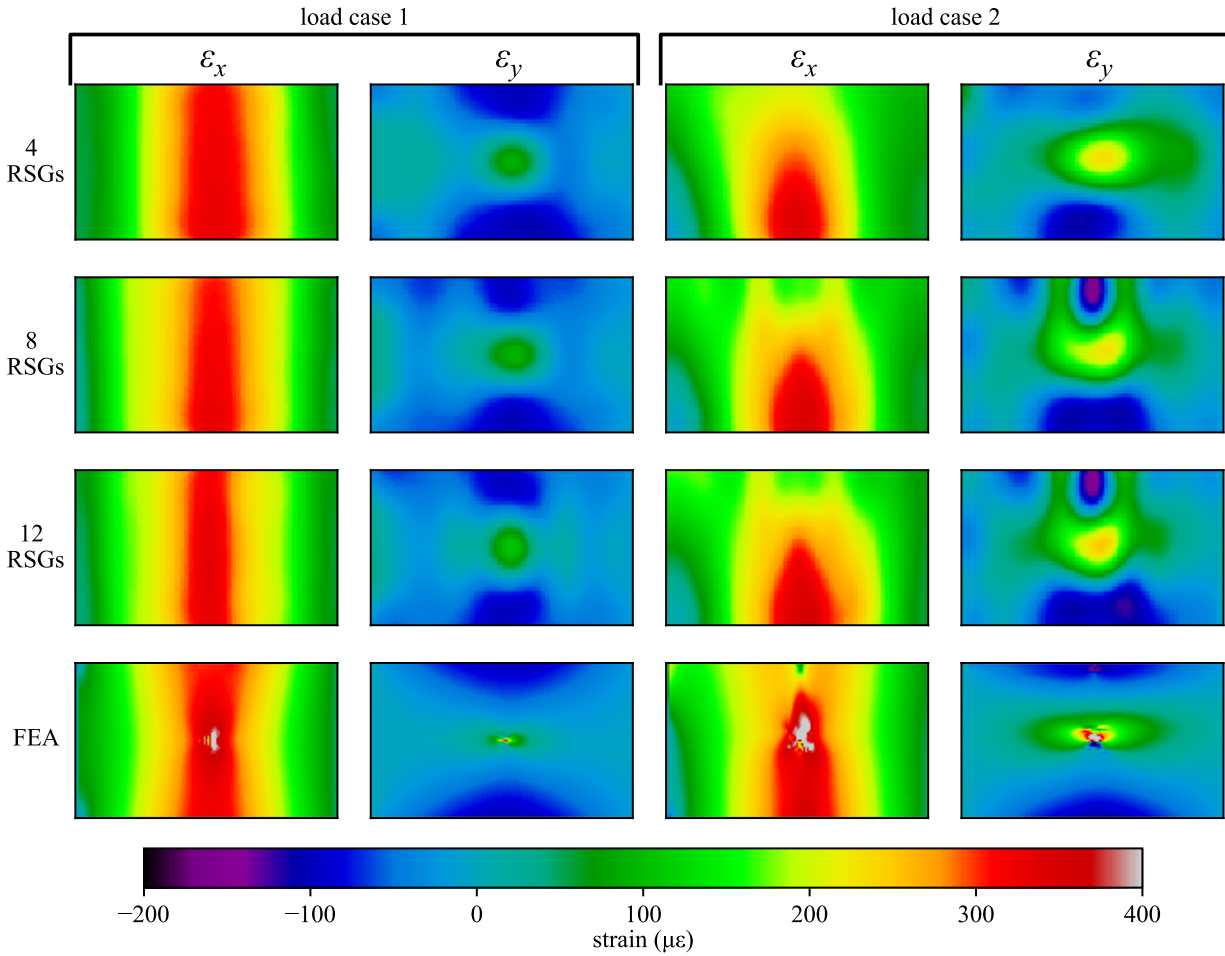 load case 1 load case 2
εx εy εx εy
4
RSGs
8
RSGs
12
RSGs
FEA
−200 −100 0 100 200 300 400
strain (με)